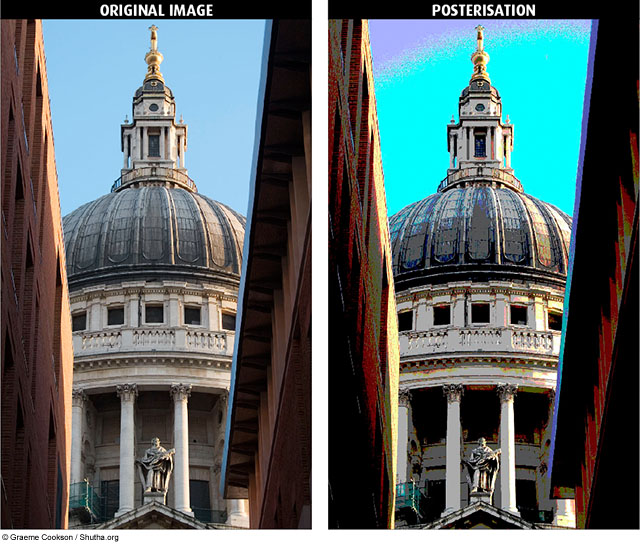 ORIGINAL IMAGE
POSTERISATION
© Graeme Cookson / Shutha.org